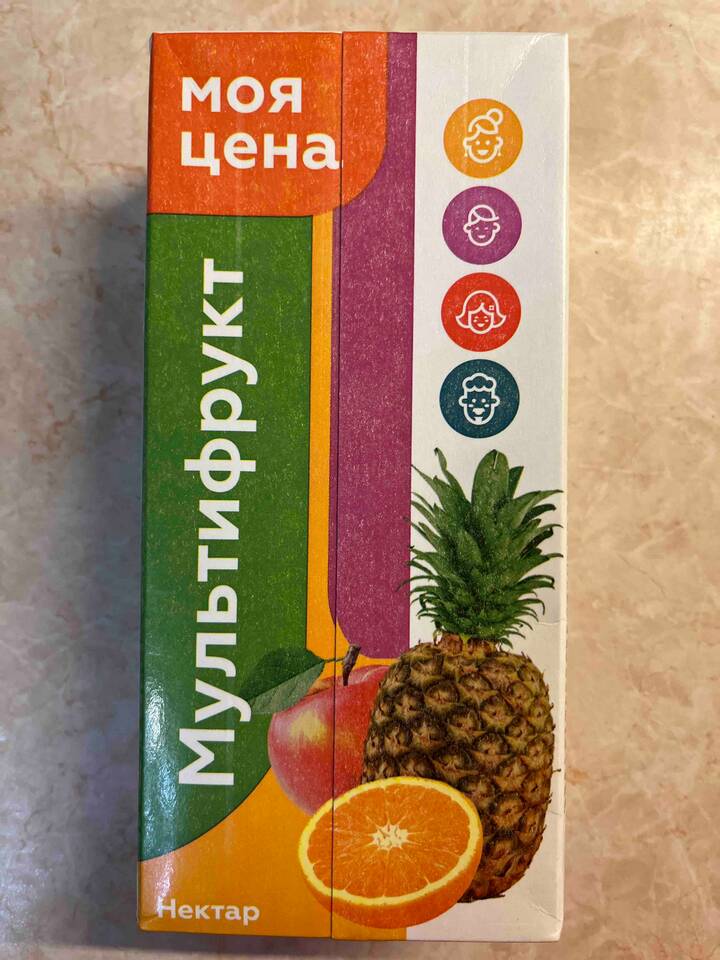 моя
цена
Мультифрукт
Нектар